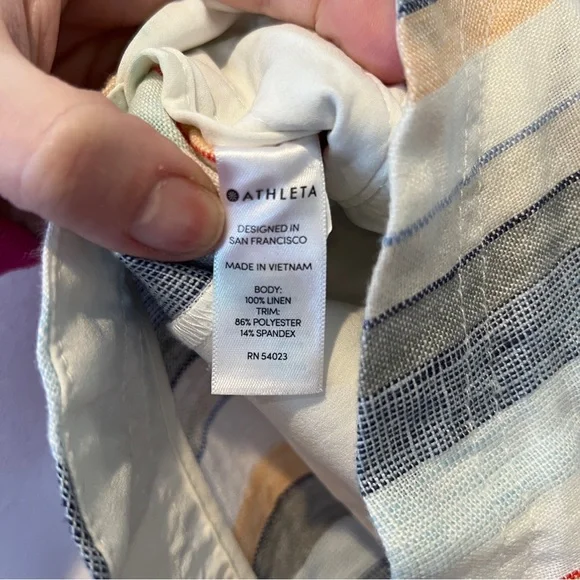 ATHLETA
DESIGNED IN
SAN FRANCISCO
MADE IN VIETNAM
BODY:
100% LINEN
TRIM:
86% POLYESTER
14% SPANDEX
RN 54023